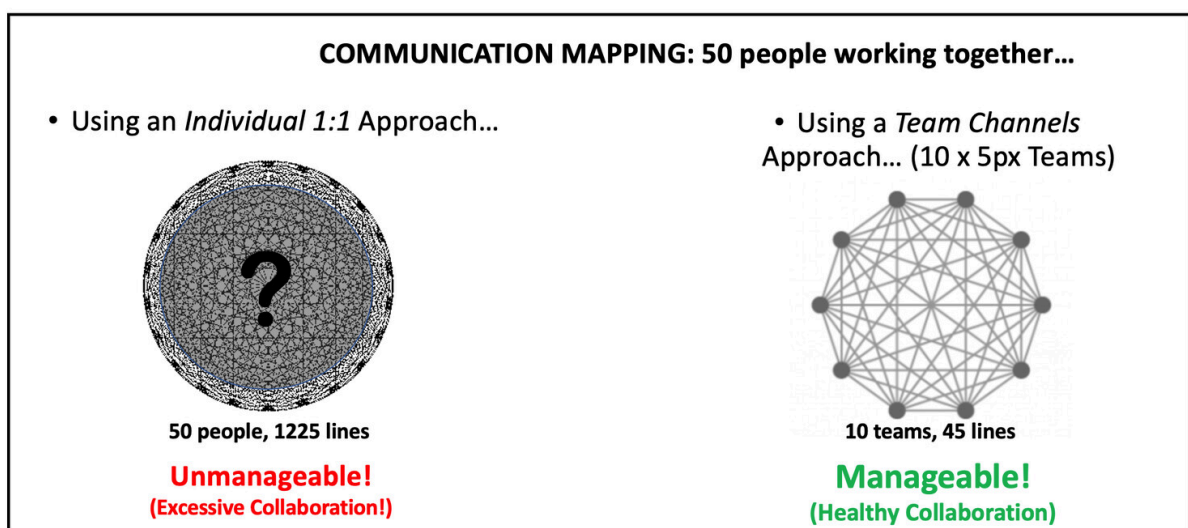 COMMUNICATION MAPPING: 50 people working together…
• Using an Individual 1:1 Approach…
?
50 people, 1225 lines
Unmanageable!
(Excessive Collaboration!)
• Using a Team Channels
Approach… (10 x 5px Teams)
10 teams, 45 lines
Manageable!
(Healthy Collaboration)